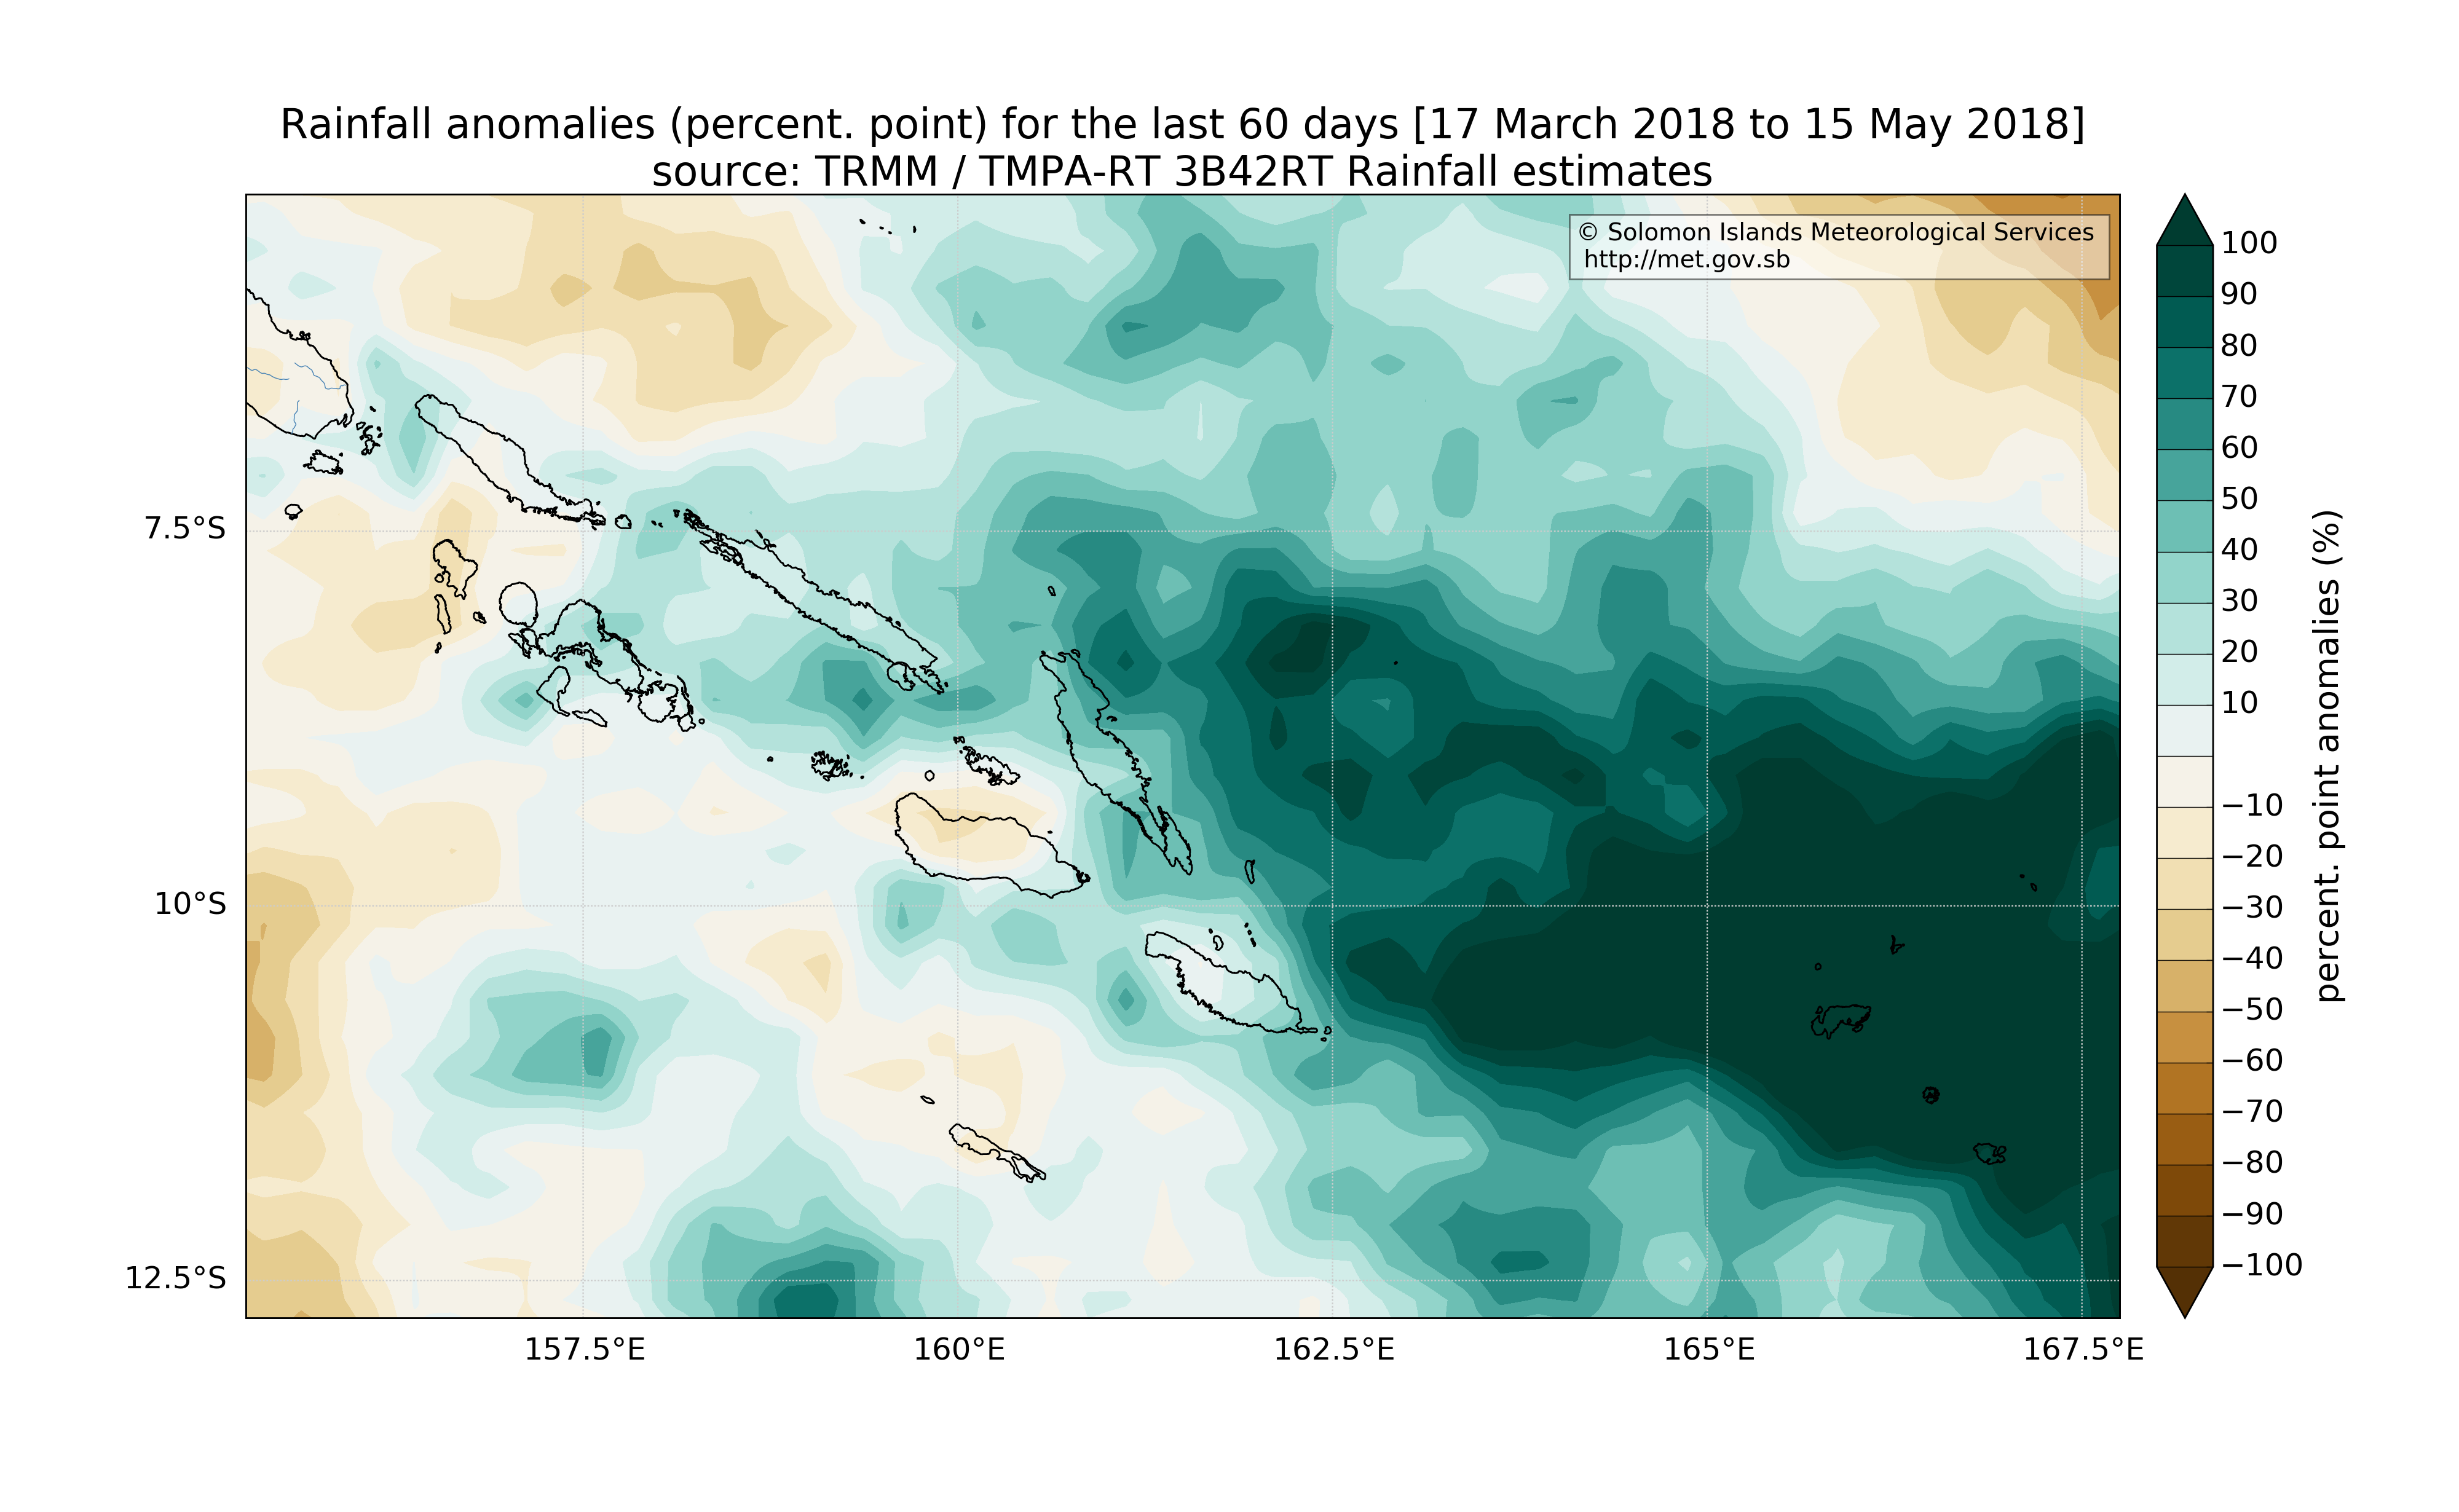 Rainfall anomalies (percent. point) for the last 60 days [17 March 2018 to 15 May 2018]
source: TRMM / TMPA-RT 3B42RT Rainfall estimates
© Solomon Islands Meteorological Services
http://met.gov.sb
7.5°S
10°S
12.5°S
157.5°E
160°E
162.5°E
165°E
167.5°E
100
90
80
70
60
50
40
30
20
10
−10
−20
−30
−40
−50
−60
−70
−80
−90
−100
percent. point anomalies (%)